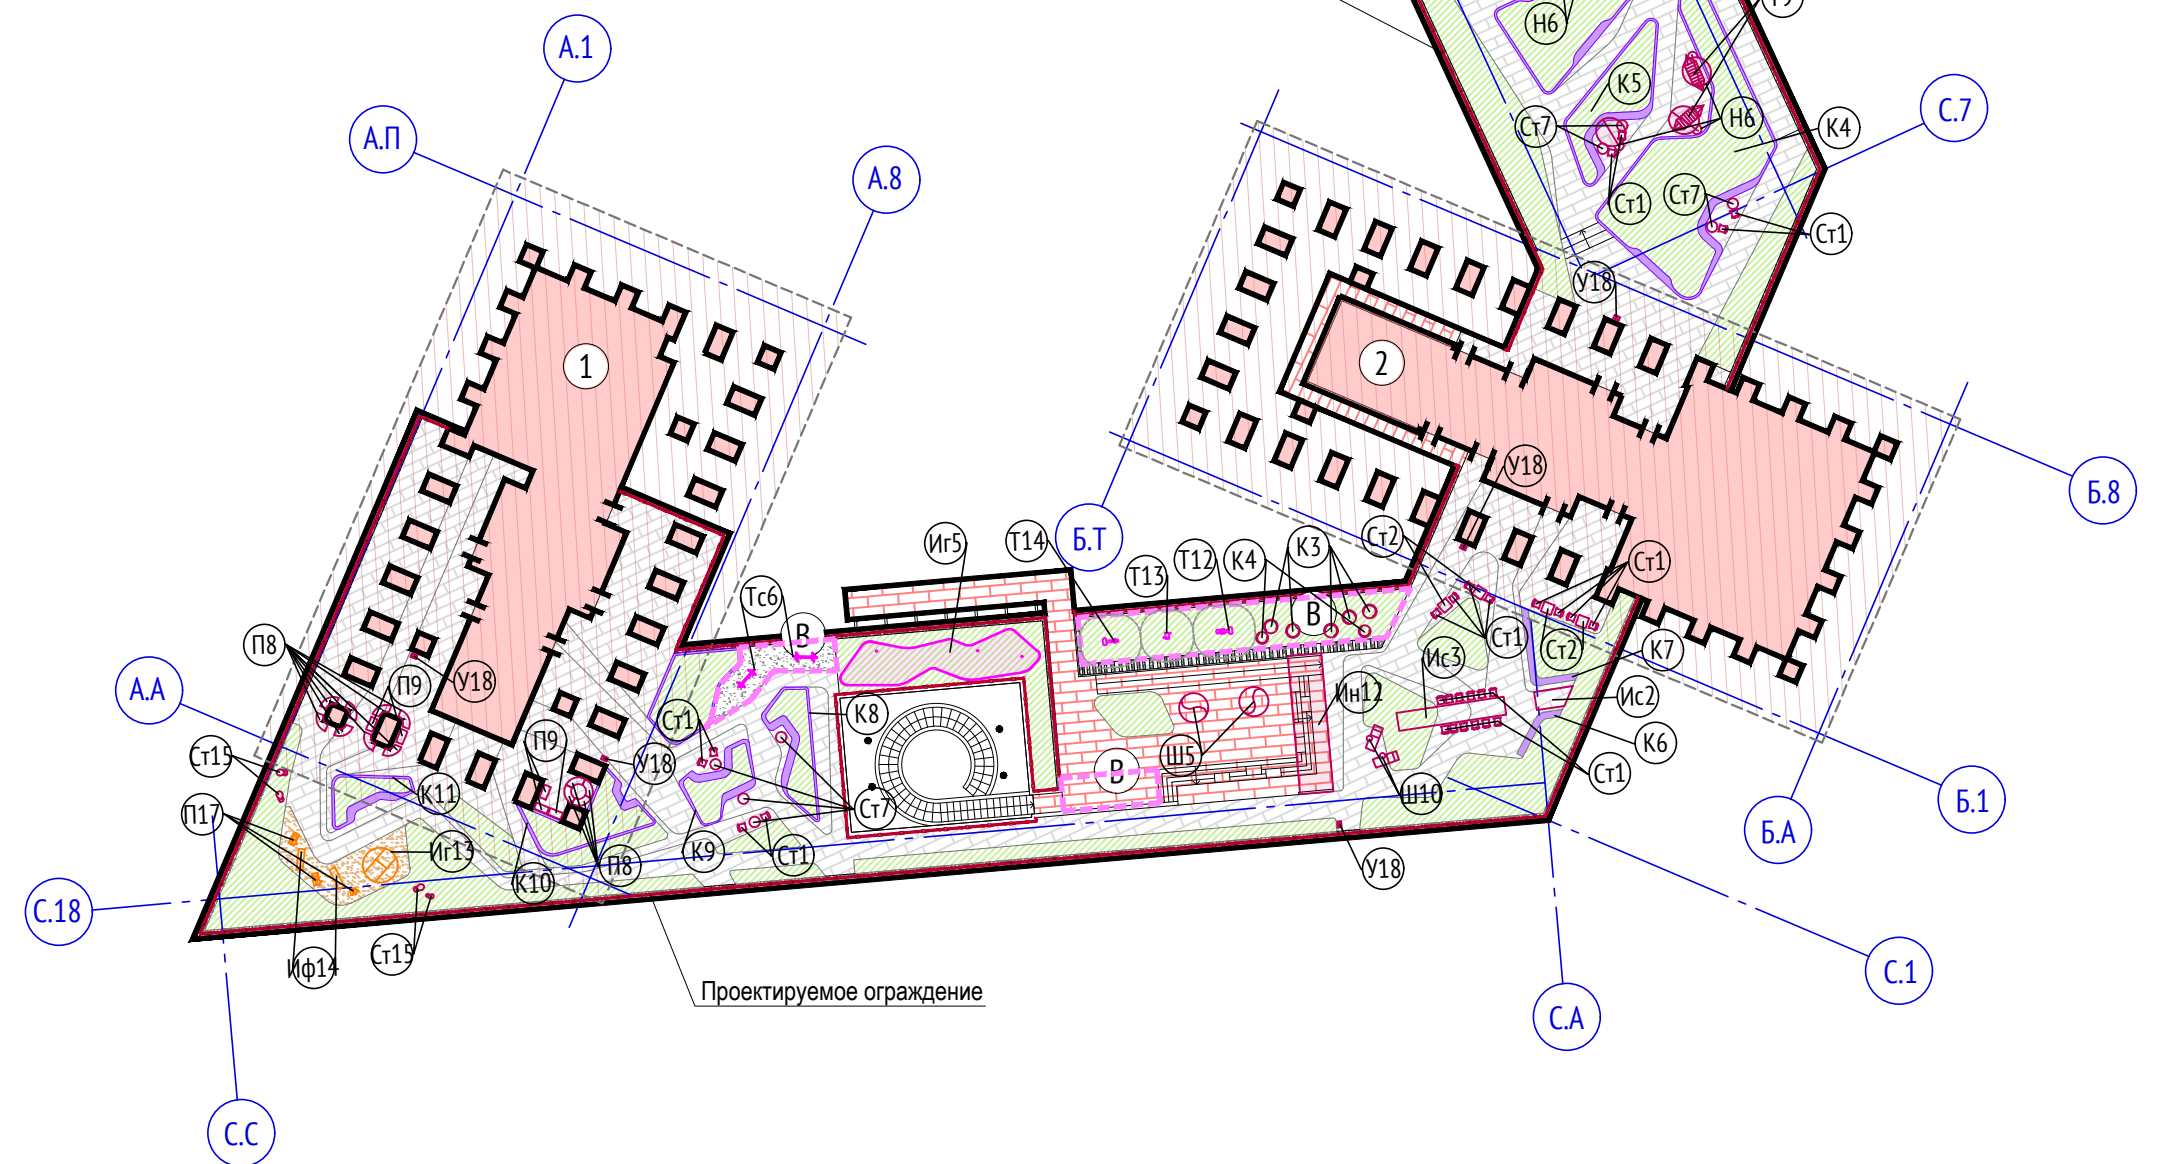 Н6
А.1
К5
С.7
А.П
Ст7
Н6
К4
А.8
Ст1
Ст7
Ст1
У18
1
2
У18
Б.8
Иг5
Т14
Б.Т
Т13
Т12
К4
К3
Ст2
Ст1
Тс6
В
В
П8
П9
У18
Ст1
Ст2
К7
Ис3
А.А
Ст1
К8
Ин12
Ис2
К6
Ст15
П9
У18
Ш5
В
Ст1
К11
Ш10
П17
Ст7
Б.1
Иг13
К9
Ст1
Б.А
К10
П8
У18
С.18
Иф14
Ст15
С.1
Проектируемое ограждение
С.А
С.С